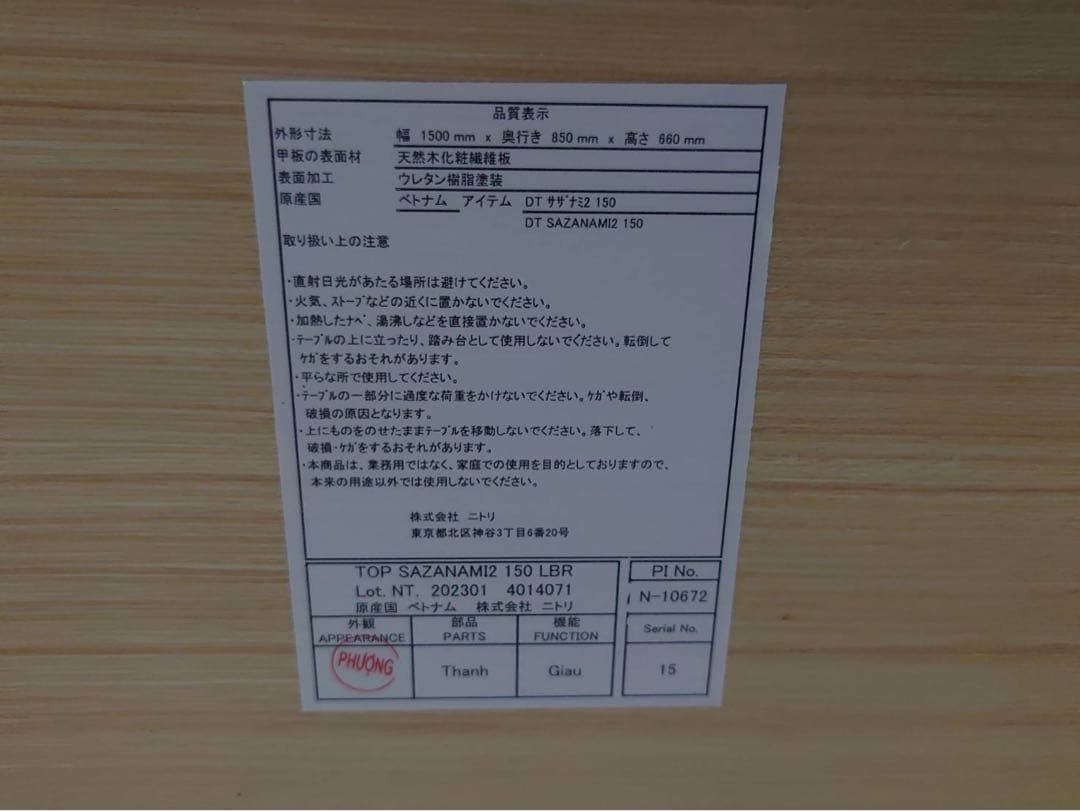 品質表示
外形寸法 幅 1500 mm x 奥行き 850 mm x 高さ 660 mm
甲板の表面材 天然木化粧繊維板
表面加工 ウレタン樹脂塗装
原産国 ベトナム アイテム DT ｻｻﾞﾅﾐ2 150
DT SAZANAMI2 150
取り扱い上の注意
・直射日光があたる場所は避けてください。
・火気、ｽﾄｰﾌﾞなどの近くに置かないでください。
・加熱したナベ、湯沸しなどを直接置かないでください。
・ﾃｰﾌﾞﾙの上に立ったり、踏み台として使用しないでください。転倒して
ｹｶﾞをするおそれがあります。
・平らな所で使用してください。
・ﾃｰﾌﾞﾙの一部分に過度な荷重をかけないでください。ｹｶﾞや転倒、
破損の原因となります。
・上にものをのせたままﾃｰﾌﾞﾙを移動しないでください。落下して、
破損・ｹｶﾞをするおそれがあります。
・本商品は、業務用ではなく、家庭での使用を目的としておりますので、
本来の用途以外では使用しないでください。
株式会社 ニトリ
東京都北区神谷3丁目6番20号
TOP SAZANAMI2 150 LBR
Lot. NT. 202301 4014071
原産国 ベトナム 株式会社 ニトリ
PI No.
N-10672
外観 部品 機能
APPEARANCE PARTS FUNCTION
Serial No.
PHƯỢNG Thanh Giau 15